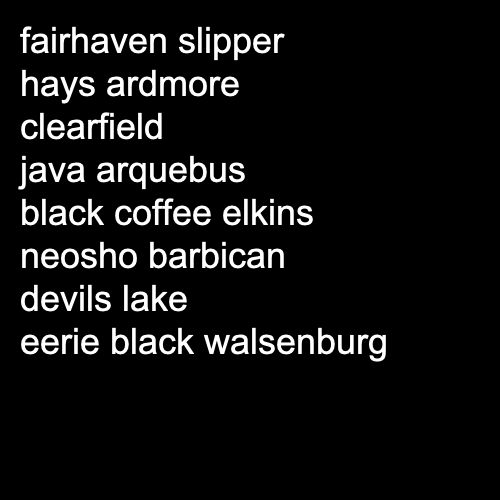 fairhaven slipper
hays ardmore
clearfield
java arquebus
black coffee elkins
neosho barbican
devils lake
eerie black walsenburg